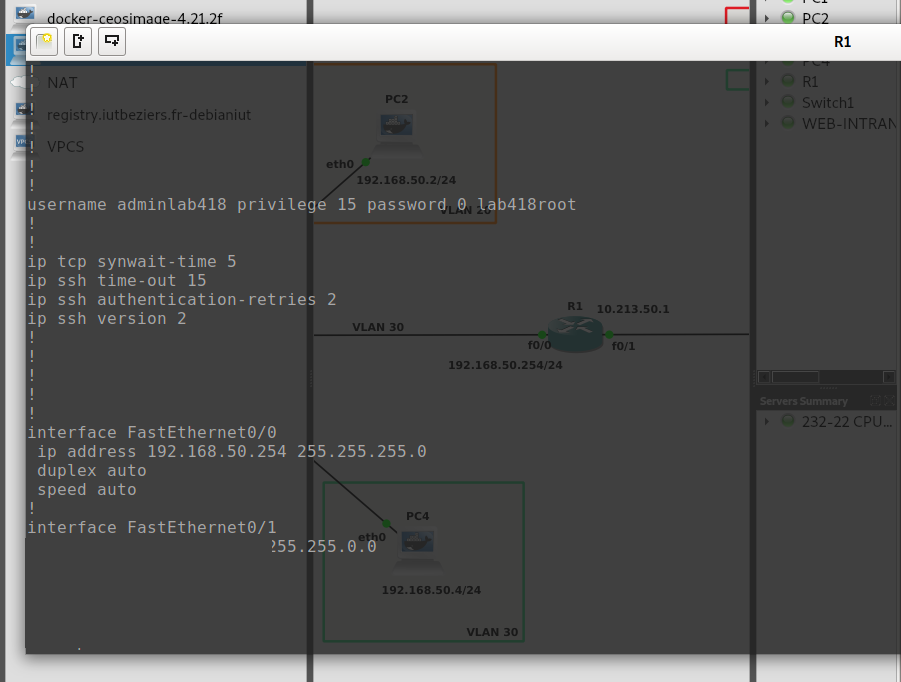 docker-ceosimage-4.21.2f
PC1
PC2
R1
NAT
registry.iutbeziers.fr-debianiut
VPCS
!
!
!
!
!
!
!
username adminlab418 privilege 15 password 0 lab418root
!
!
ip tcp synwait-time 5
ip ssh time-out 15
ip ssh authentication-retries 2
ip ssh version 2
!
!
!
!
!
interface FastEthernet0/0
ip address 192.168.50.254 255.255.255.0
duplex auto
speed auto
!
interface FastEthernet0/1
255.255.0.0
PC2
eth0
192.168.50.2/24
VLAN 20
VLAN 30
R1
10.213.50.1
f0/0
f0/1
192.168.50.254/24
PC4
eth0
192.168.50.4/24
VLAN 30
PC4
R1
Switch1
WEB-INTRAN
Servers Summary
232-22 CPU...